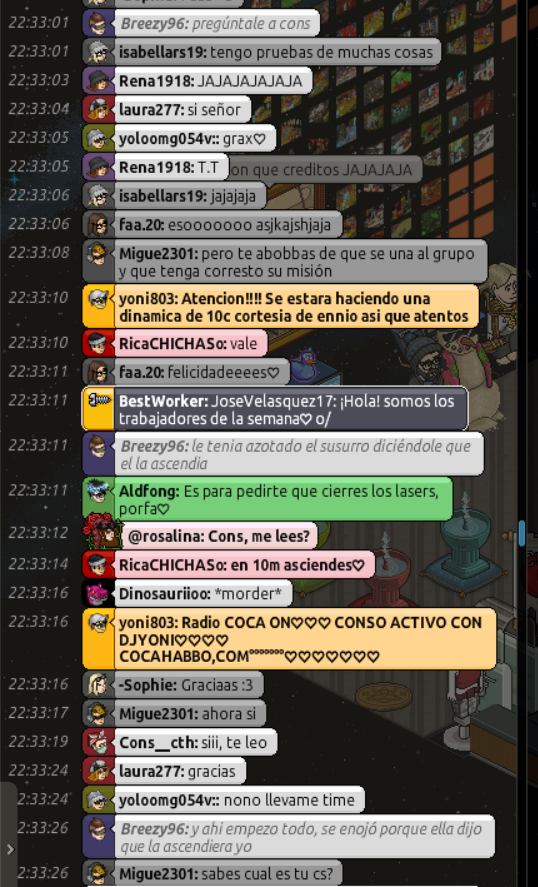 22:33:01 Breezy96: pregúntale a cons
22:33:01 isabellars19: tengo pruebas de muchas cosas
22:33:03 Rena1918: JAJAJAJAJAJA
22:33:04 laura277: si señor
22:33:05 yoloomg054v:: grax♡
22:33:05 Rena1918: T.T on que creditos JAJAJAJA
22:33:06 isabellars19: jajajaja
22:33:06 faa.20: esooooooo asjkajshjaja
22:33:08 Migue2301: pero te abobbas de que se una al grupo
y que tenga corresto su misión
22:33:10 yoni803: Atencion!!!! Se estara haciendo una
dinamica de 10c cortesia de ennio asi que atentos
22:33:10 RicaCHICHASo: vale
22:33:11 faa.20: felicidadeeees♡
22:33:11 BestWorker: JoseVelasquez17: ¡Hola! somos los
trabajadores de la semana♡ o/
22:33:11 Breezy96: le tenia azotado el susurro diciéndole que
el la ascendia
22:33:11 Aldfong: Es para pedirte que cierres los lasers,
porfa♡
22:33:12 @rosalina: Cons, me lees?
22:33:14 RicaCHICHASo: en 10m asciendes♡
22:33:16 Dinosauriioo: *morder*
22:33:16 yoni803: Radio COCA ON♡♡♡ CONSO ACTIVO CON
DJYONI♡♡♡♡
COCAHABBO,COM°°°°°°°♡♡♡♡♡♡♡
22:33:16 -Sophie: Graciaas :3
22:33:17 Migue2301: ahora si
22:33:19 Cons__cth: siii, te leo
22:33:24 laura277: gracias
22:33:24 yoloomg054v:: nono llevame time
22:33:26 Breezy96: y ahi empezo todo, se enojó porque ella dijo
que la ascendiera yo
22:33:26 Migue2301: sabes cual es tu cs?